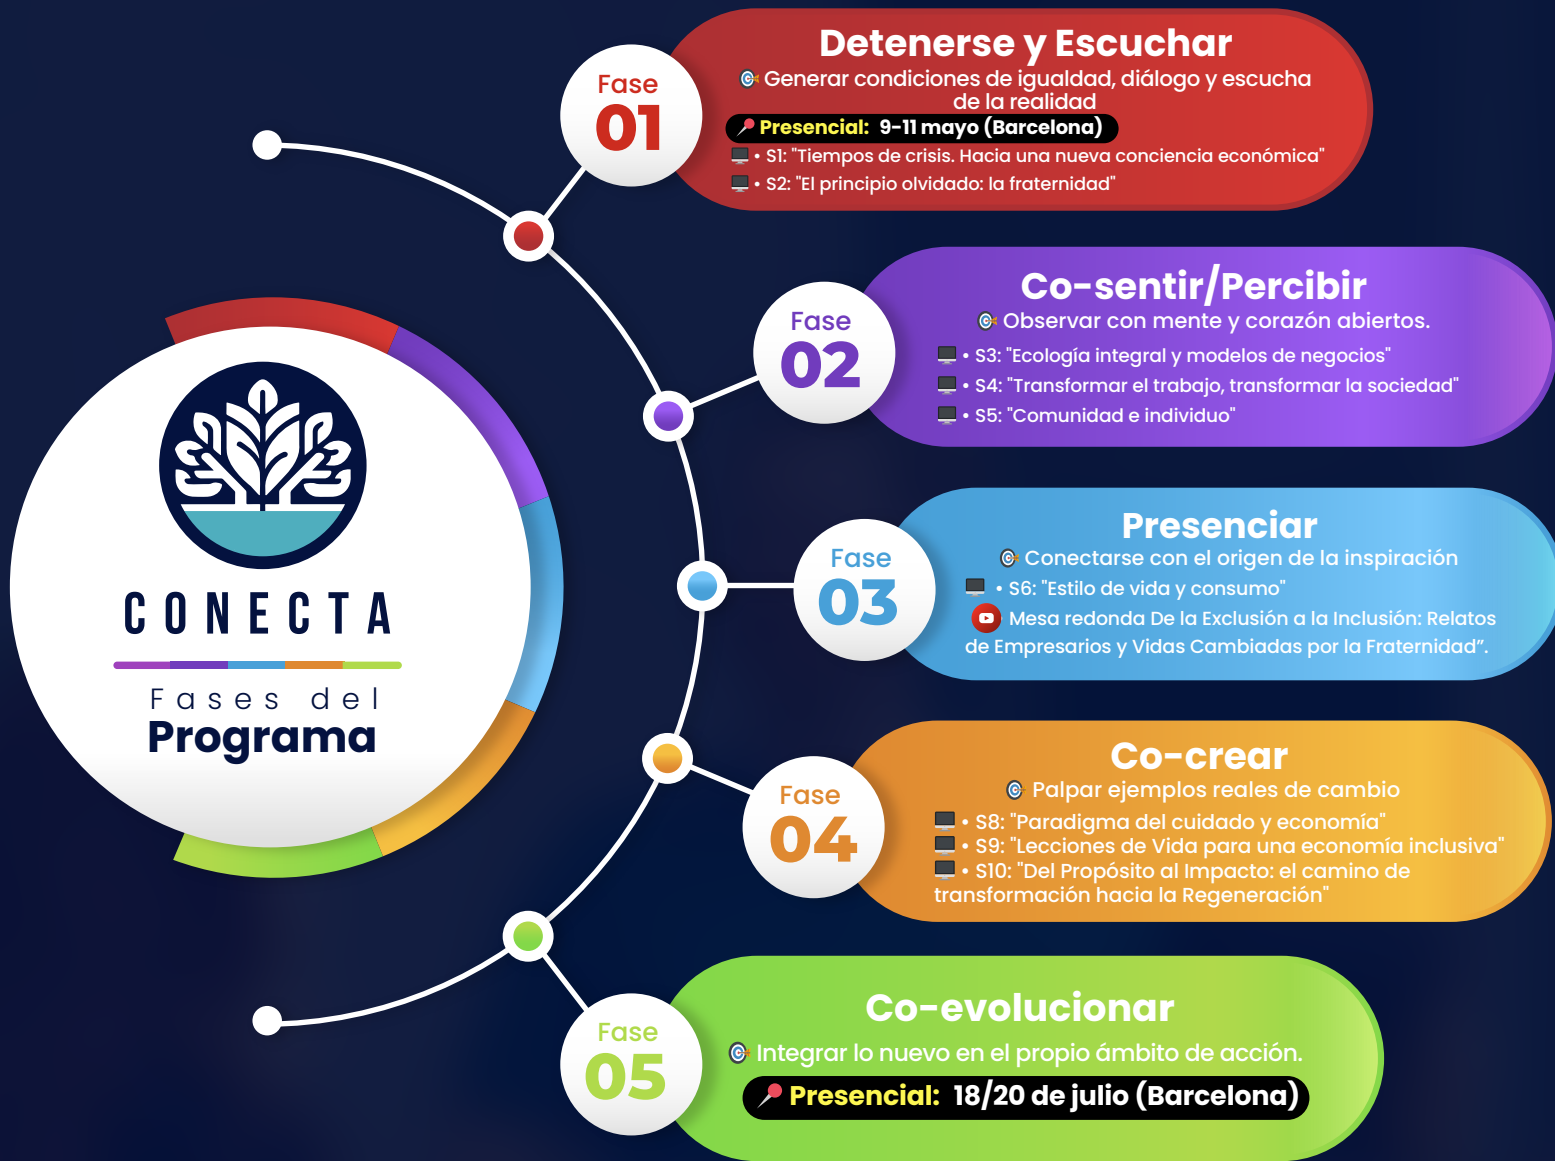 CONECTA
Fases del
Programa
Fase
01
Detenerse y Escuchar
Generar condiciones de igualdad, diálogo y escucha
de la realidad
Presencial: 9-11 mayo (Barcelona)
• S1: "Tiempos de crisis. Hacia una nueva conciencia económica"
• S2: "El principio olvidado: la fraternidad"
Fase
02
Co-sentir/Percibir
Observar con mente y corazón abiertos.
• S3: "Ecología integral y modelos de negocios"
• S4: "Transformar el trabajo, transformar la sociedad"
• S5: "Comunidad e individuo"
Fase
03
Presenciar
Conectarse con el origen de la inspiración
• S6: "Estilo de vida y consumo"
Mesa redonda De la Exclusión a la Inclusión: Relatos
de Empresarios y Vidas Cambiadas por la Fraternidad”.
Fase
04
Co-crear
Palpar ejemplos reales de cambio
• S8: "Paradigma del cuidado y economía"
• S9: "Lecciones de Vida para una economía inclusiva"
• S10: "Del Propósito al Impacto: el camino de
transformación hacia la Regeneración"
Fase
05
Co-evolucionar
Integrar lo nuevo en el propio ámbito de acción.
Presencial: 18/20 de julio (Barcelona)